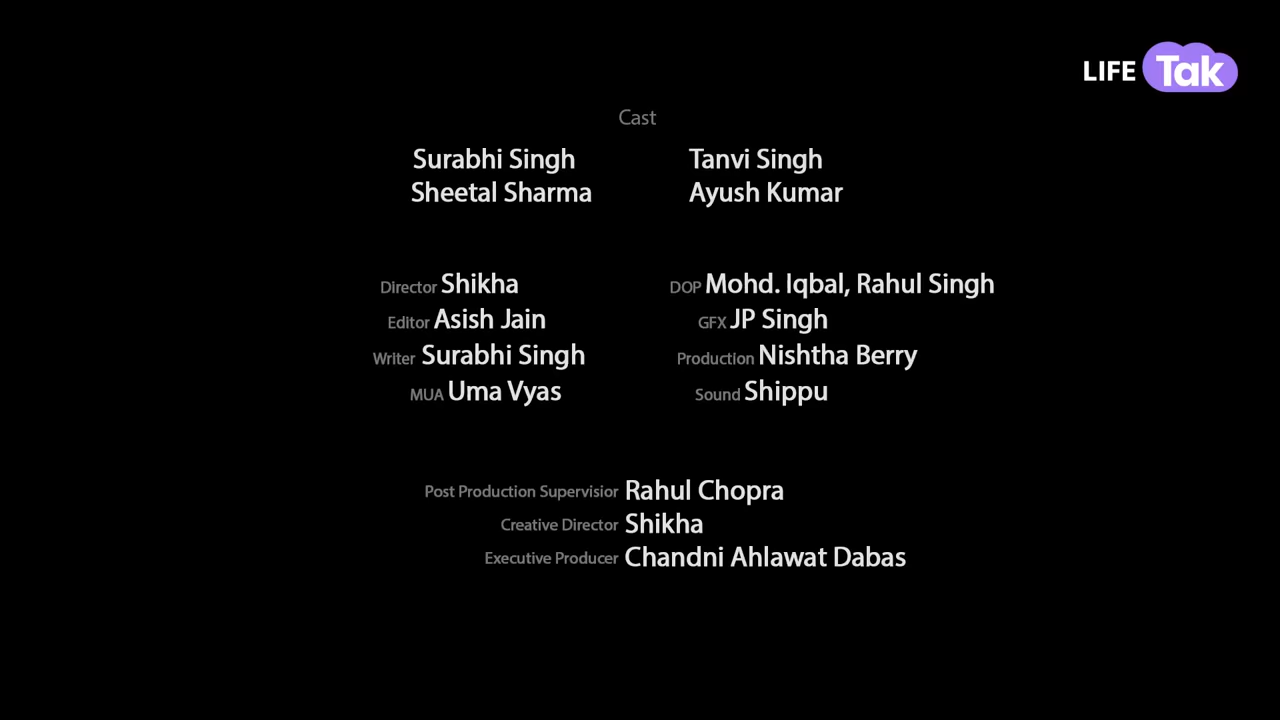 LIFE Tak
Cast
Surabhi Singh Tanvi Singh
Sheetal Sharma Ayush Kumar
Director Shikha DOP Mohd. Iqbal, Rahul Singh
Editor Asish Jain GFX JP Singh
Writer Surabhi Singh Production Nishtha Berry
MUA Uma Vyas Sound Shippu
Post Production Supervisior Rahul Chopra
Creative Director Shikha
Executive Producer Chandni Ahlawat Dabas